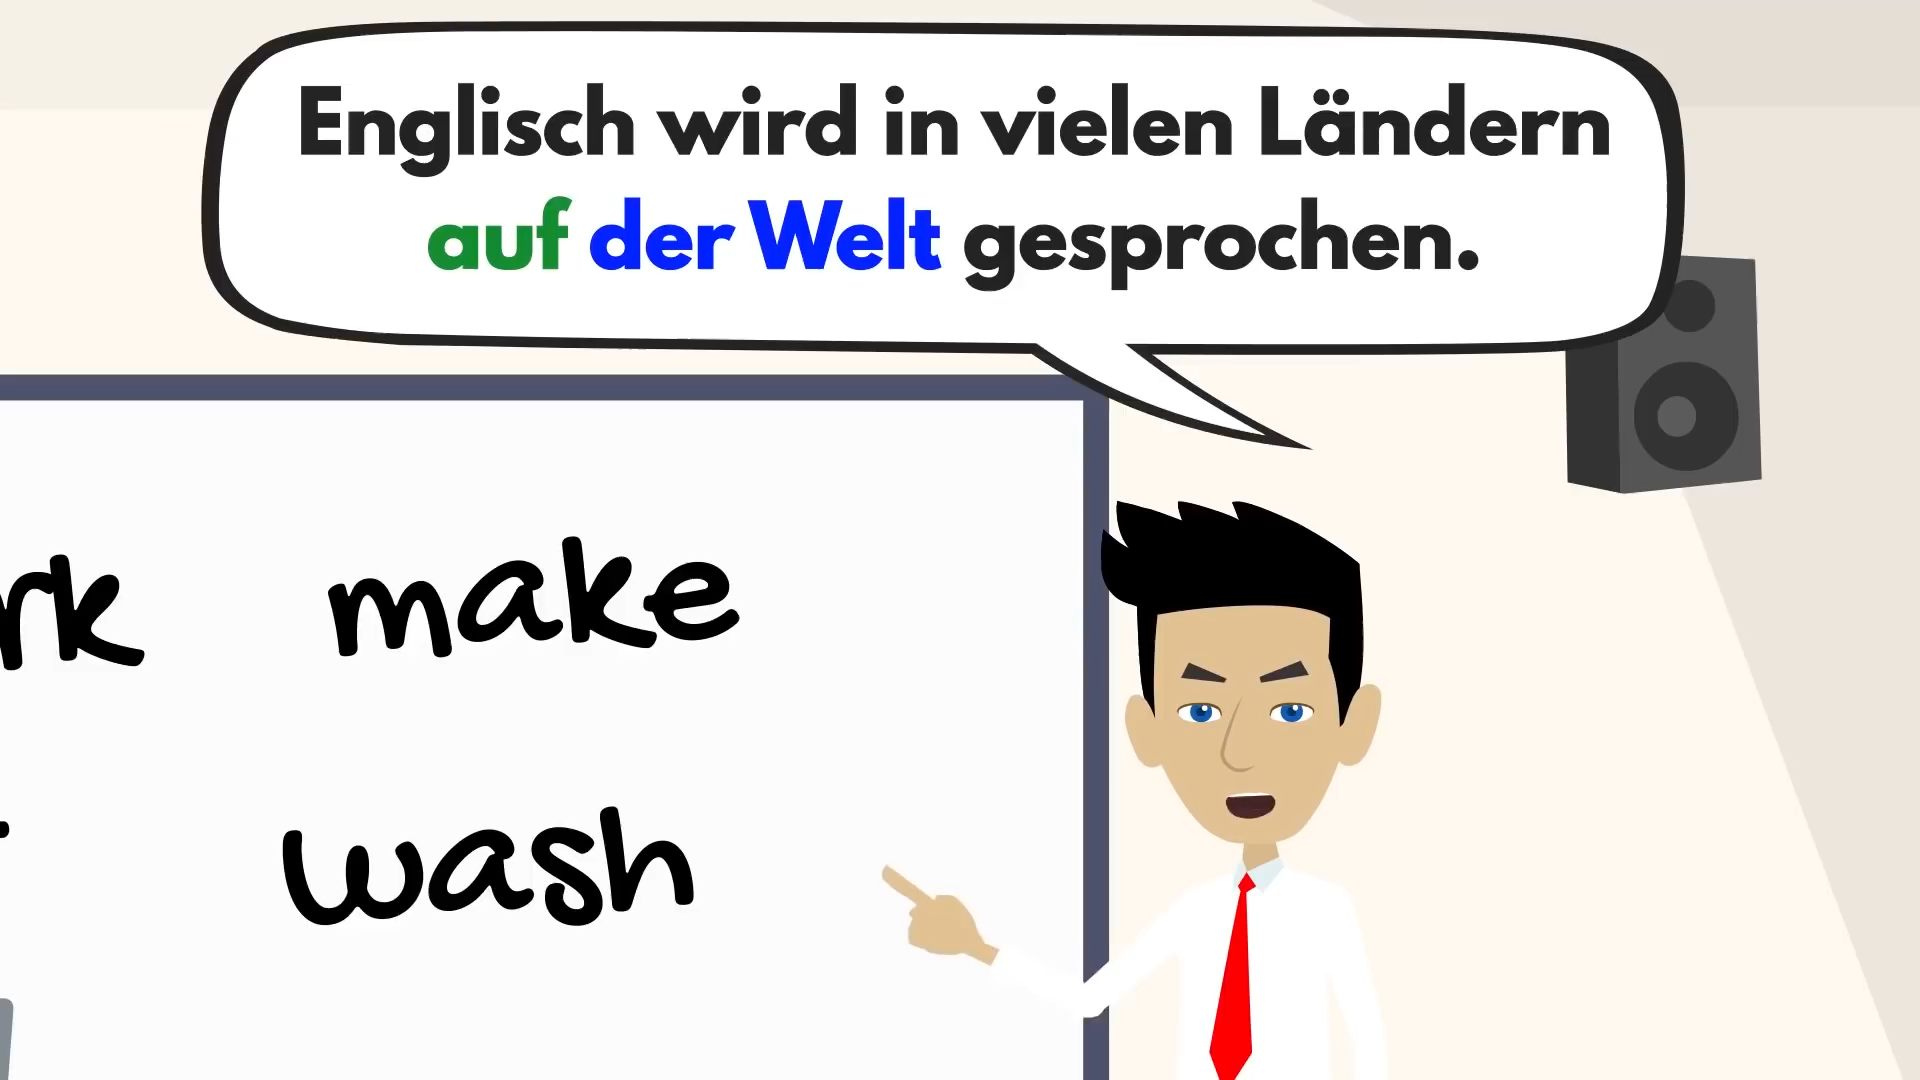 Englisch wird in vielen Ländern
auf der Welt gesprochen.
make
wash